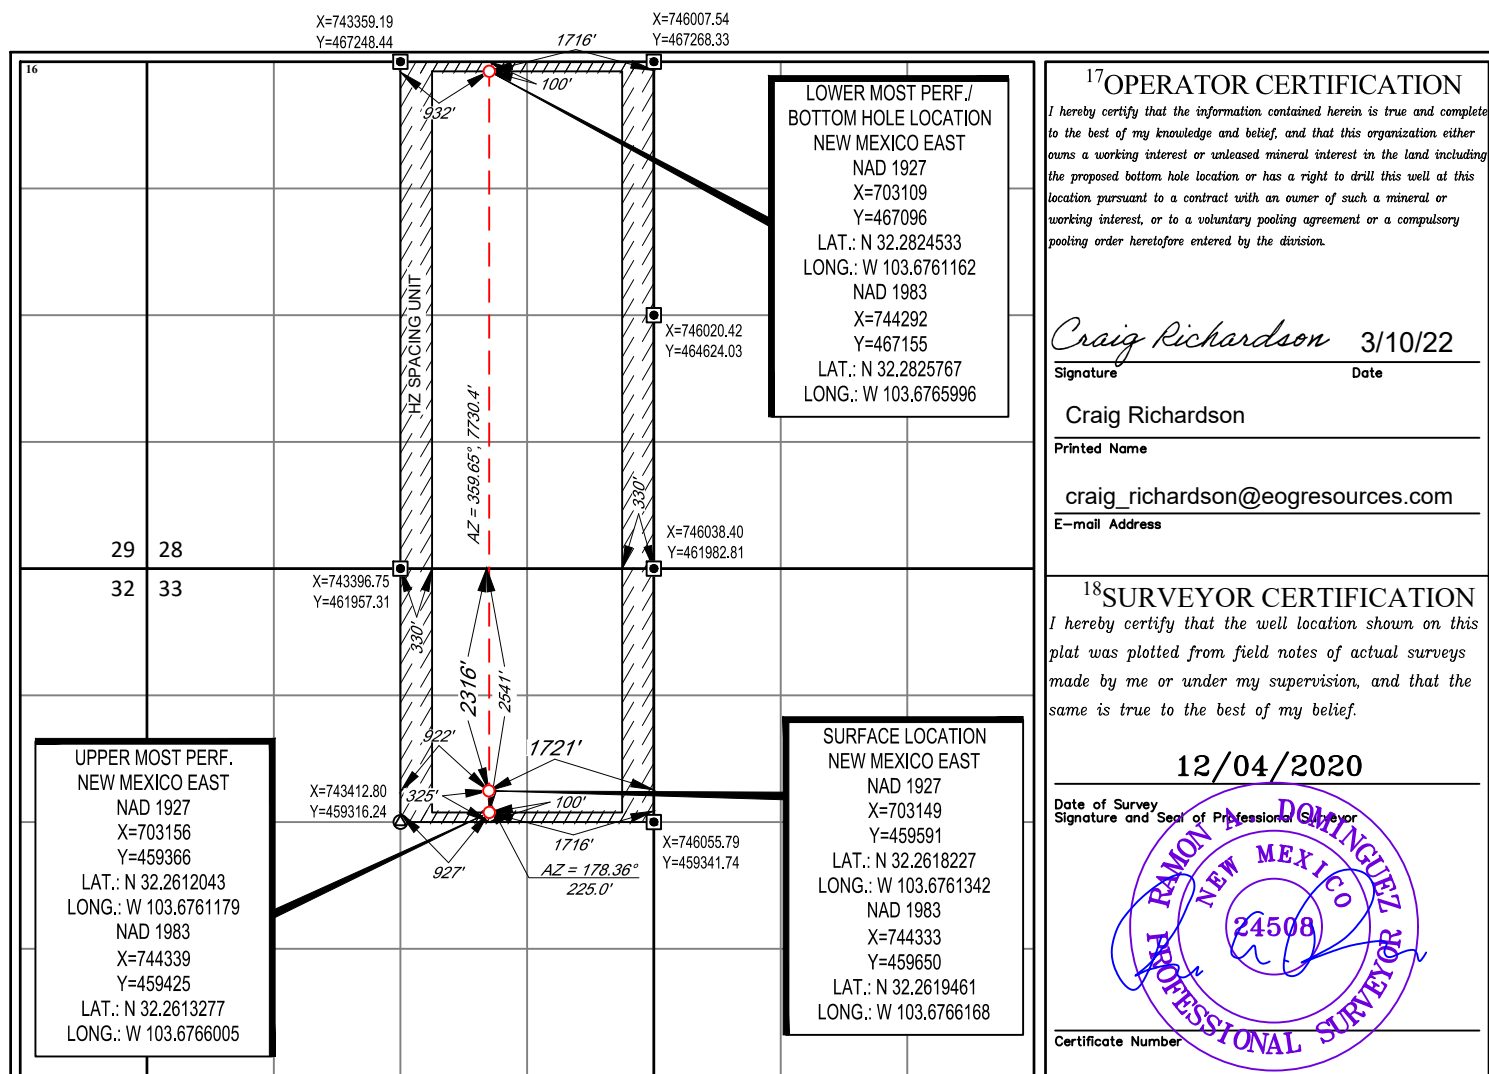 X=743359.19
Y=467248.44
X=746007.54
Y=467268.33
1716'
16
932'
100'
LOWER MOST PERF./
BOTTOM HOLE LOCATION
NEW MEXICO EAST
NAD 1927
X=703109
Y=467096
LAT.: N 32.2824533
LONG.: W 103.6761162
NAD 1983
X=744292
Y=467155
LAT.: N 32.2825767
LONG.: W 103.6765996
HZ SPACING UNIT
AZ = 359.65°, 7730.4'
X=746020.42
Y=464624.03
330'
X=746038.40
Y=461982.81
29 28
32 33
X=743396.75
Y=461957.31
330'
2316'
2541'
922'
1721'
X=743412.80
Y=459316.24
325'
100'
1716'
927'
AZ = 178.36°
225.0'
X=746055.79
Y=459341.74
UPPER MOST PERF.
NEW MEXICO EAST
NAD 1927
X=703156
Y=459366
LAT.: N 32.2612043
LONG.: W 103.6761179
NAD 1983
X=744339
Y=459425
LAT.: N 32.2613277
LONG.: W 103.6766005
SURFACE LOCATION
NEW MEXICO EAST
NAD 1927
X=703149
Y=459591
LAT.: N 32.2618227
LONG.: W 103.6761342
NAD 1983
X=744333
Y=459650
LAT.: N 32.2619461
LONG.: W 103.6766168
17 OPERATOR CERTIFICATION
I hereby certify that the information contained herein is true and complete
to the best of my knowledge and belief, and that this organization either
owns a working interest or unleased mineral interest in the land including
the proposed bottom hole location or has a right to drill this well at this
location pursuant to a contract with an owner of such a mineral or
working interest, or to a voluntary pooling agreement or a compulsory
pooling order heretofore entered by the division.
Craig Richardson 3/10/22
Signature Date
Craig Richardson
Printed Name
craig_richardson@eogresources.com
E-mail Address
18 SURVEYOR CERTIFICATION
I hereby certify that the well location shown on this
plat was plotted from field notes of actual surveys
made by me or under my supervision, and that the
same is true to the best of my belief.
12/04/2020
Date of Survey
Signature and Seal of Professional Surveyor
RAMON A. DOMINGUEZ
NEW MEXICO
24508
PROFESSIONAL SURVEYOR
Certificate Number